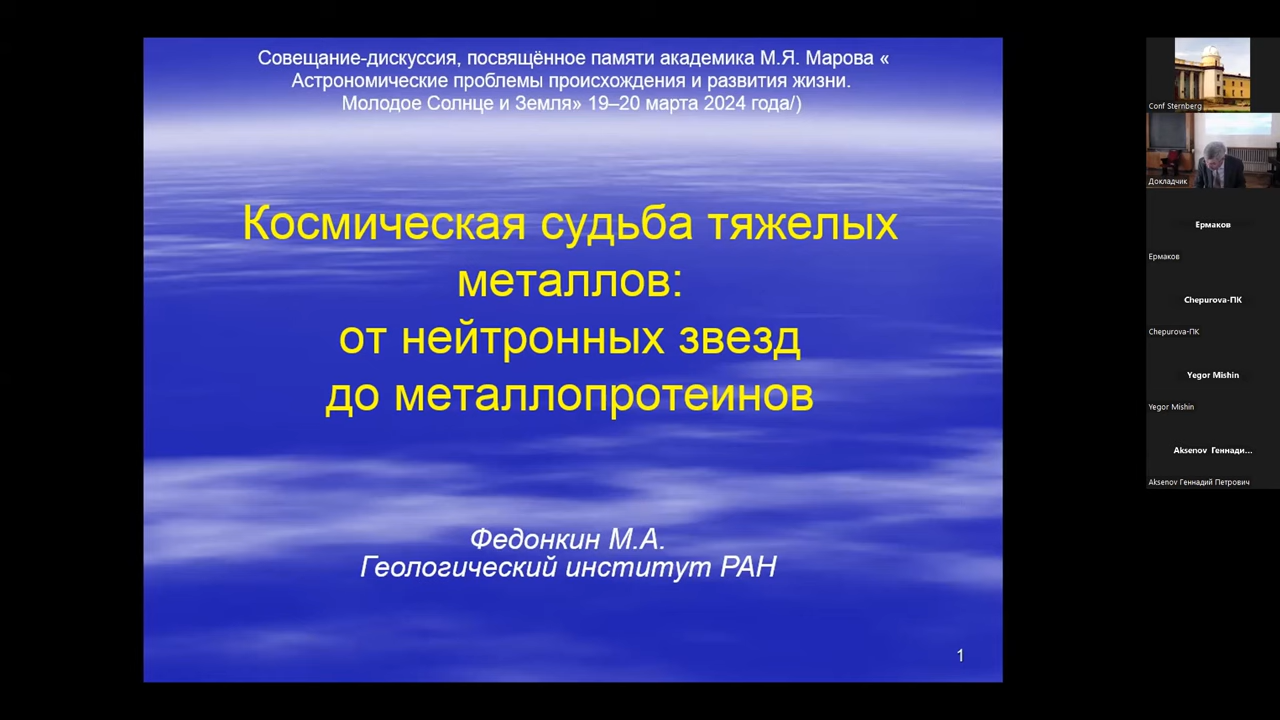 Совещание-дискуссия, посвящённое памяти академика М.Я. Марова «
Астрономические проблемы происхождения и развития жизни.
Молодое Солнце и Земля» 19–20 марта 2024 года/)
Космическая судьба тяжелых
металлов:
от нейтронных звезд
до металлопротеинов
Федонкин М.А.
Геологический институт РАН
1
Conf Sternberg
Докладчик
Ермаков
Ермаков
Chepurova-ПК
Chepurova-ПК
Yegor Mishin
Yegor Mishin
Aksenov Геннади...
Aksenov Геннадий Петрович